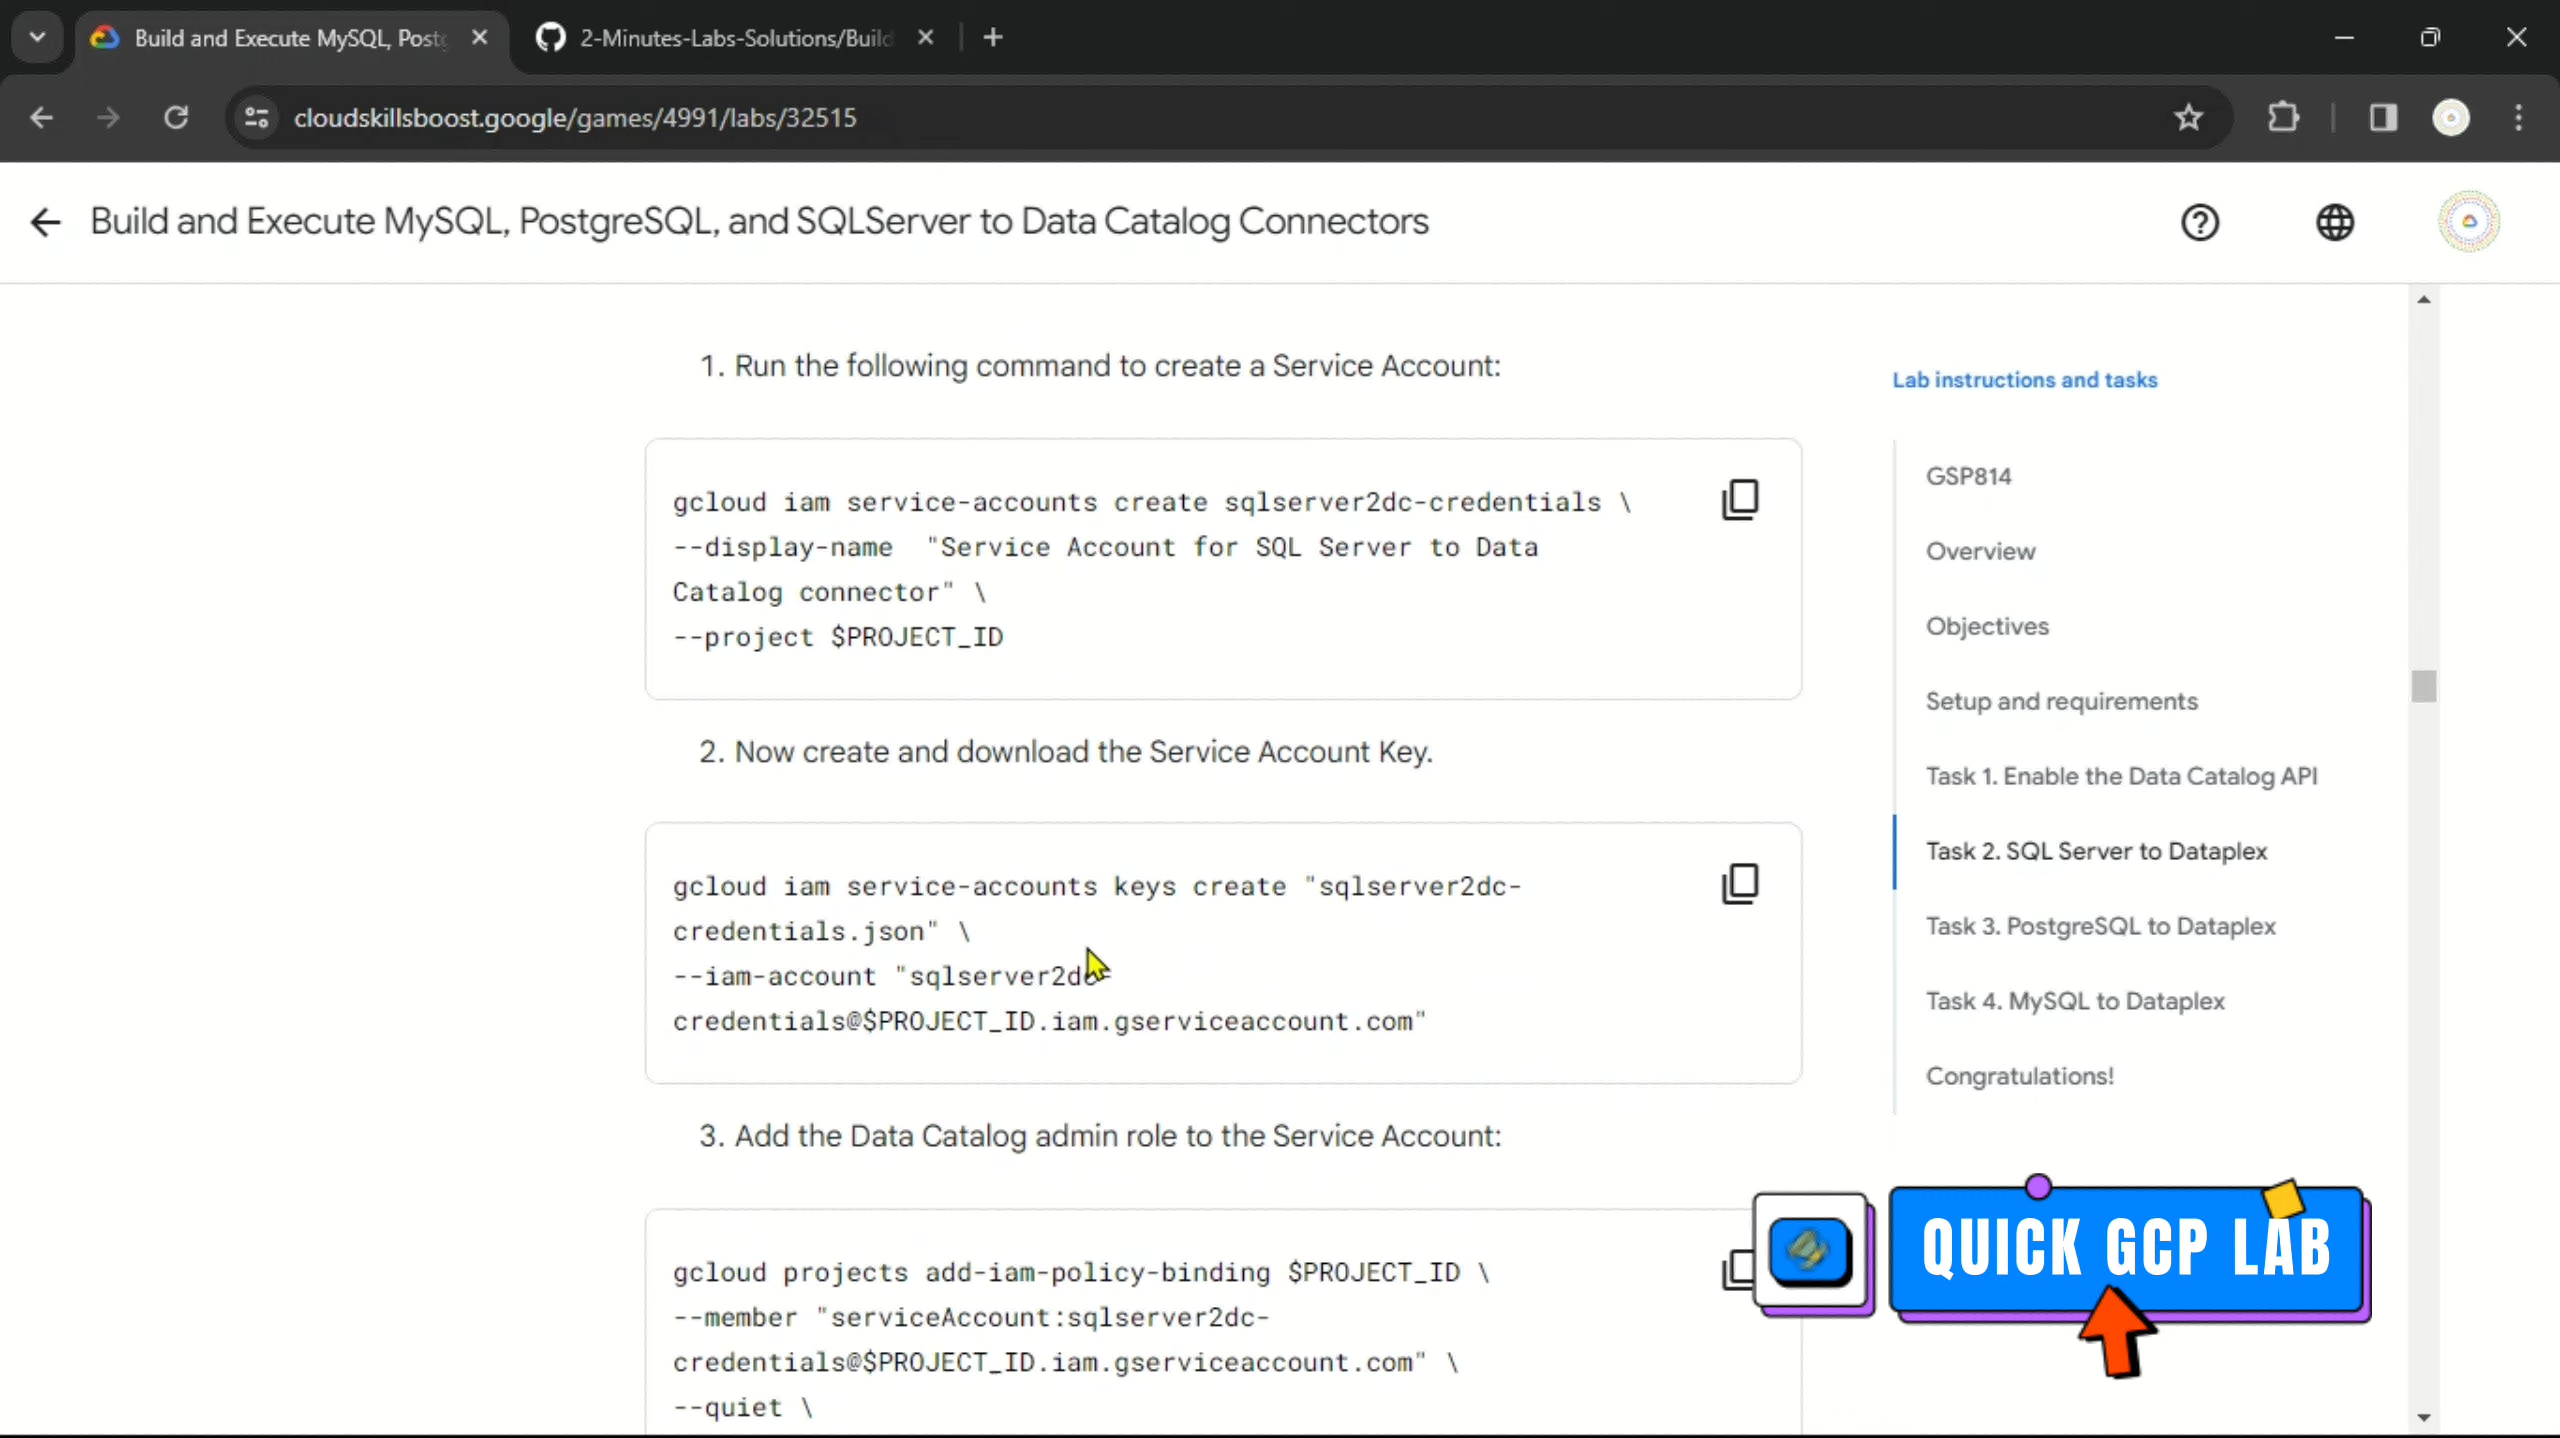 Build and Execute MySQL, Postg
2-Minutes-Labs-Solutions/Build
cloudskillsboost.google/games/4991/labs/32515
Build and Execute MySQL, PostgreSQL, and SQLServer to Data Catalog Connectors
1. Run the following command to create a Service Account:
gcloud iam service-accounts create sqlserver2dc-credentials \
--display-name  "Service Account for SQL Server to Data
Catalog connector" \
--project $PROJECT_ID
2. Now create and download the Service Account Key.
gcloud iam service-accounts keys create "sqlserver2dc-
credentials.json" \
--iam-account "sqlserver2dc-
credentials@$PROJECT_ID.iam.gserviceaccount.com"
3. Add the Data Catalog admin role to the Service Account:
gcloud projects add-iam-policy-binding $PROJECT_ID \
--member "serviceAccount:sqlserver2dc-
credentials@$PROJECT_ID.iam.gserviceaccount.com" \
--quiet \
Lab instructions and tasks
GSP814
Overview
Objectives
Setup and requirements
Task 1. Enable the Data Catalog API
Task 2. SQL Server to Dataplex
Task 3. PostgreSQL to Dataplex
Task 4. MySQL to Dataplex
Congratulations!
QUICK GCP LAB